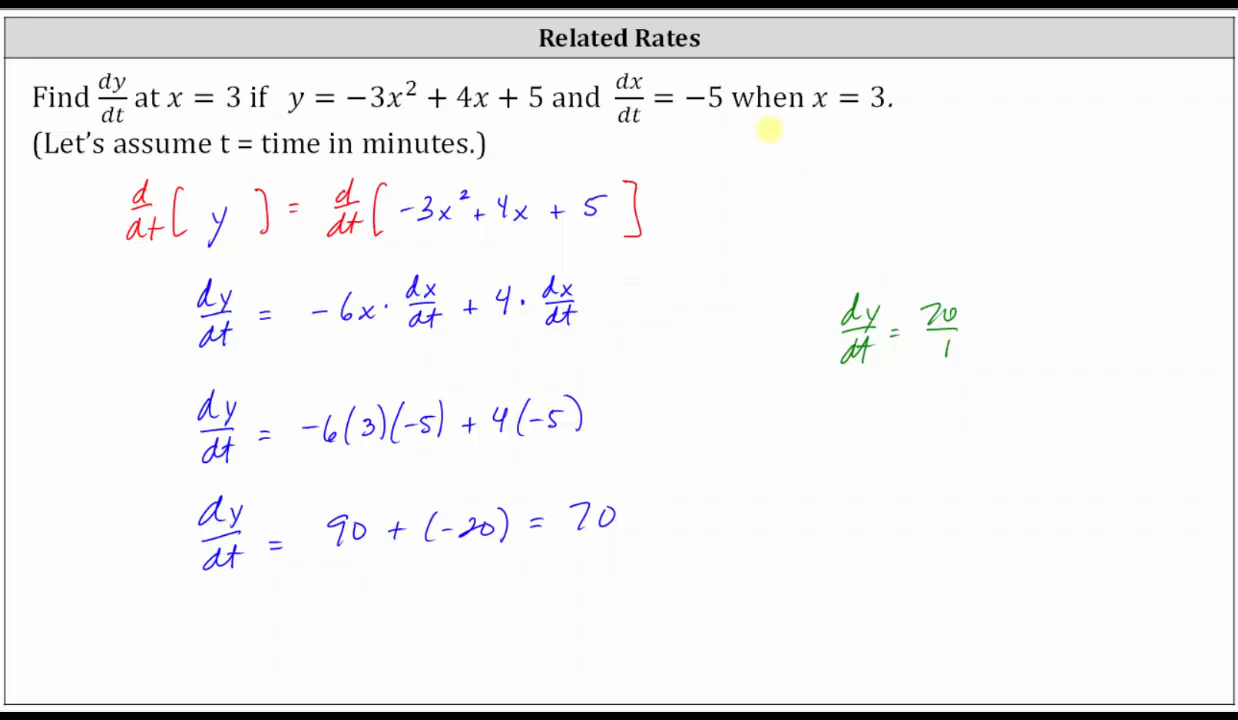 Related Rates
Find dy/dt at x = 3 if y = −3x² + 4x + 5 and dx/dt = −5 when x = 3.
(Let's assume t = time in minutes.)
d/dt [ y ] = d/dt [ -3x² + 4x + 5 ]
dy/dt = -6x · dx/dt + 4 · dx/dt
dy/dt = 70/1
dy/dt = -6(3)(-5) + 4(-5)
dy/dt = 90 + (-20) = 70